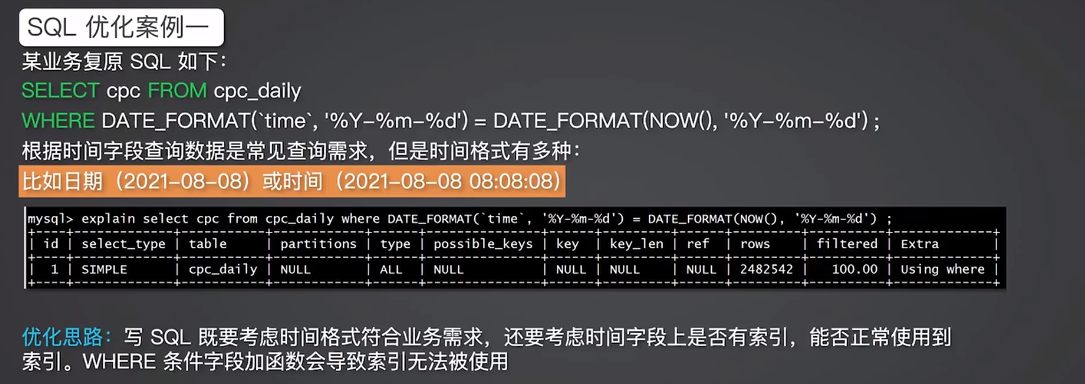 SQL 优化案例一
某业务复原 SQL 如下：
SELECT cpc FROM cpc_daily
WHERE DATE_FORMAT(`time`, '%Y-%m-%d') = DATE_FORMAT(NOW(), '%Y-%m-%d') ;
根据时间字段查询数据是常见查询需求，但是时间格式有多种：
比如日期（2021-08-08）或时间（2021-08-08 08:08:08）
mysql> explain select cpc from cpc_daily where DATE_FORMAT(`time`, '%Y-%m-%d') = DATE_FORMAT(NOW(), '%Y-%m-%d') ;
+----+-------------+-----------+------------+------+---------------+------+---------+------+---------+----------+-------------+
| id | select_type | table | partitions | type | possible_keys | key | key_len | ref | rows | filtered | Extra |
+----+-------------+-----------+------------+------+---------------+------+---------+------+---------+----------+-------------+
| 1 | SIMPLE | cpc_daily | NULL | ALL | NULL | NULL | NULL | NULL | 2482542 | 100.00 | Using where |
+----+-------------+-----------+------------+------+---------------+------+---------+------+---------+----------+-------------+
优化思路：写 SQL 既要考虑时间格式符合业务需求，还要考虑时间字段上是否有索引，能否正常使用到
索引。WHERE 条件字段加函数会导致索引无法被使用